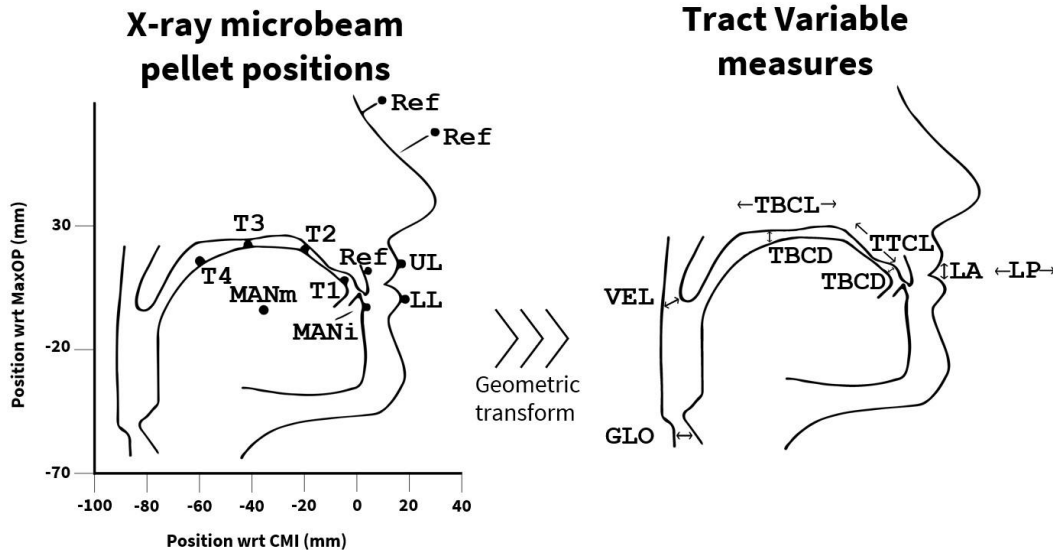 X-ray microbeam
pellet positions
Ref
Ref
T3
T2
Ref
UL
T4
T1
MANm
LL
MANi
Position wrt MaxOP (mm)
30
-20
-70
-100
-80
-60
-40
-20
0
20
40
Position wrt CMI (mm)
Geometric
transform
Tract Variable
measures
TBCL
TTCL
TBCD
TBCD
LA
LP
VEL
GLO